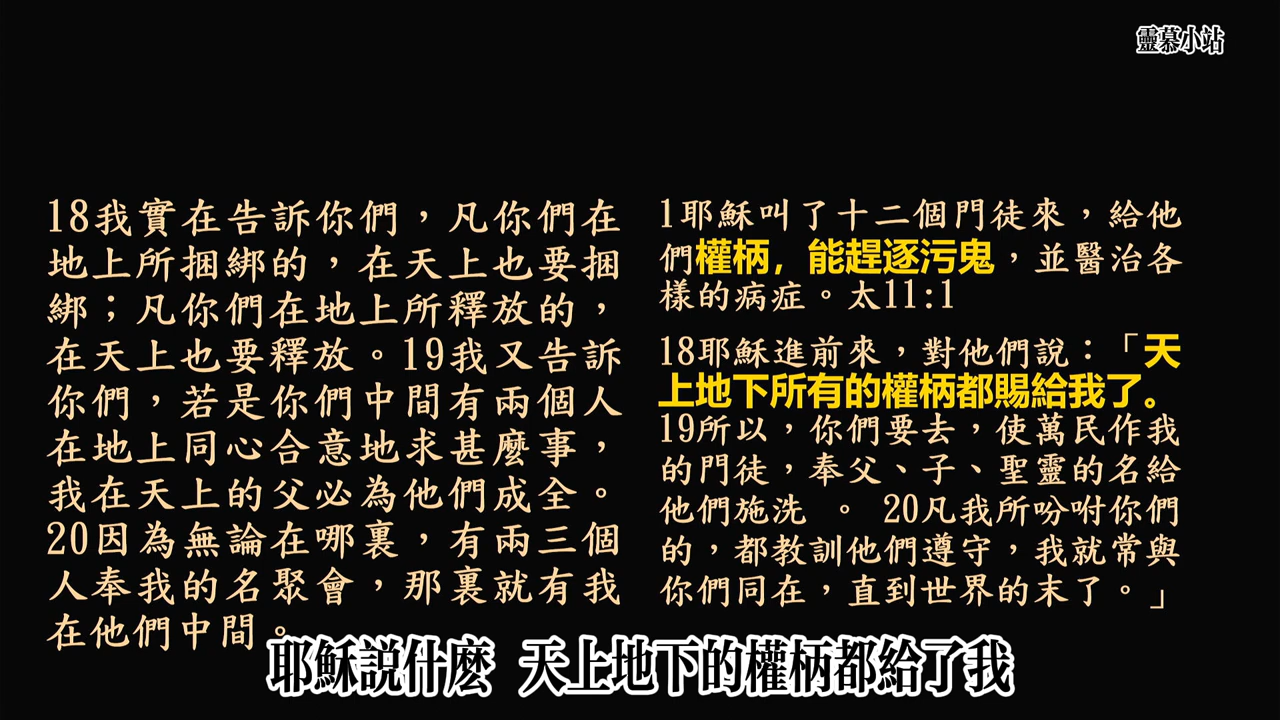 靈慕小站
18我實在告訴你們，凡你們在
地上所捆綁的，在天上也要捆
綁；凡你們在地上所釋放的，
在天上也要釋放。19我又告訴
你們，若是你們中間有兩個人
在地上同心合意地求甚麼事，
我在天上的父必為他們成全。
20因為無論在哪裏，有兩三個
人奉我的名聚會，那裏就有我
在他們中間。
1耶穌叫了十二個門徒來，給他
們權柄，能趕逐污鬼，並醫治各
樣的病症。太11:1
18耶穌進前來，對他們說：「天
上地下所有的權柄都賜給我了。
19所以，你們要去，使萬民作我
的門徒，奉父、子、聖靈的名給
他們施洗 。 20凡我所吩咐你們
的，都教訓他們遵守，我就常與
你們同在，直到世界的末了。」
耶穌説什麽 天上地下的權柄都給了我